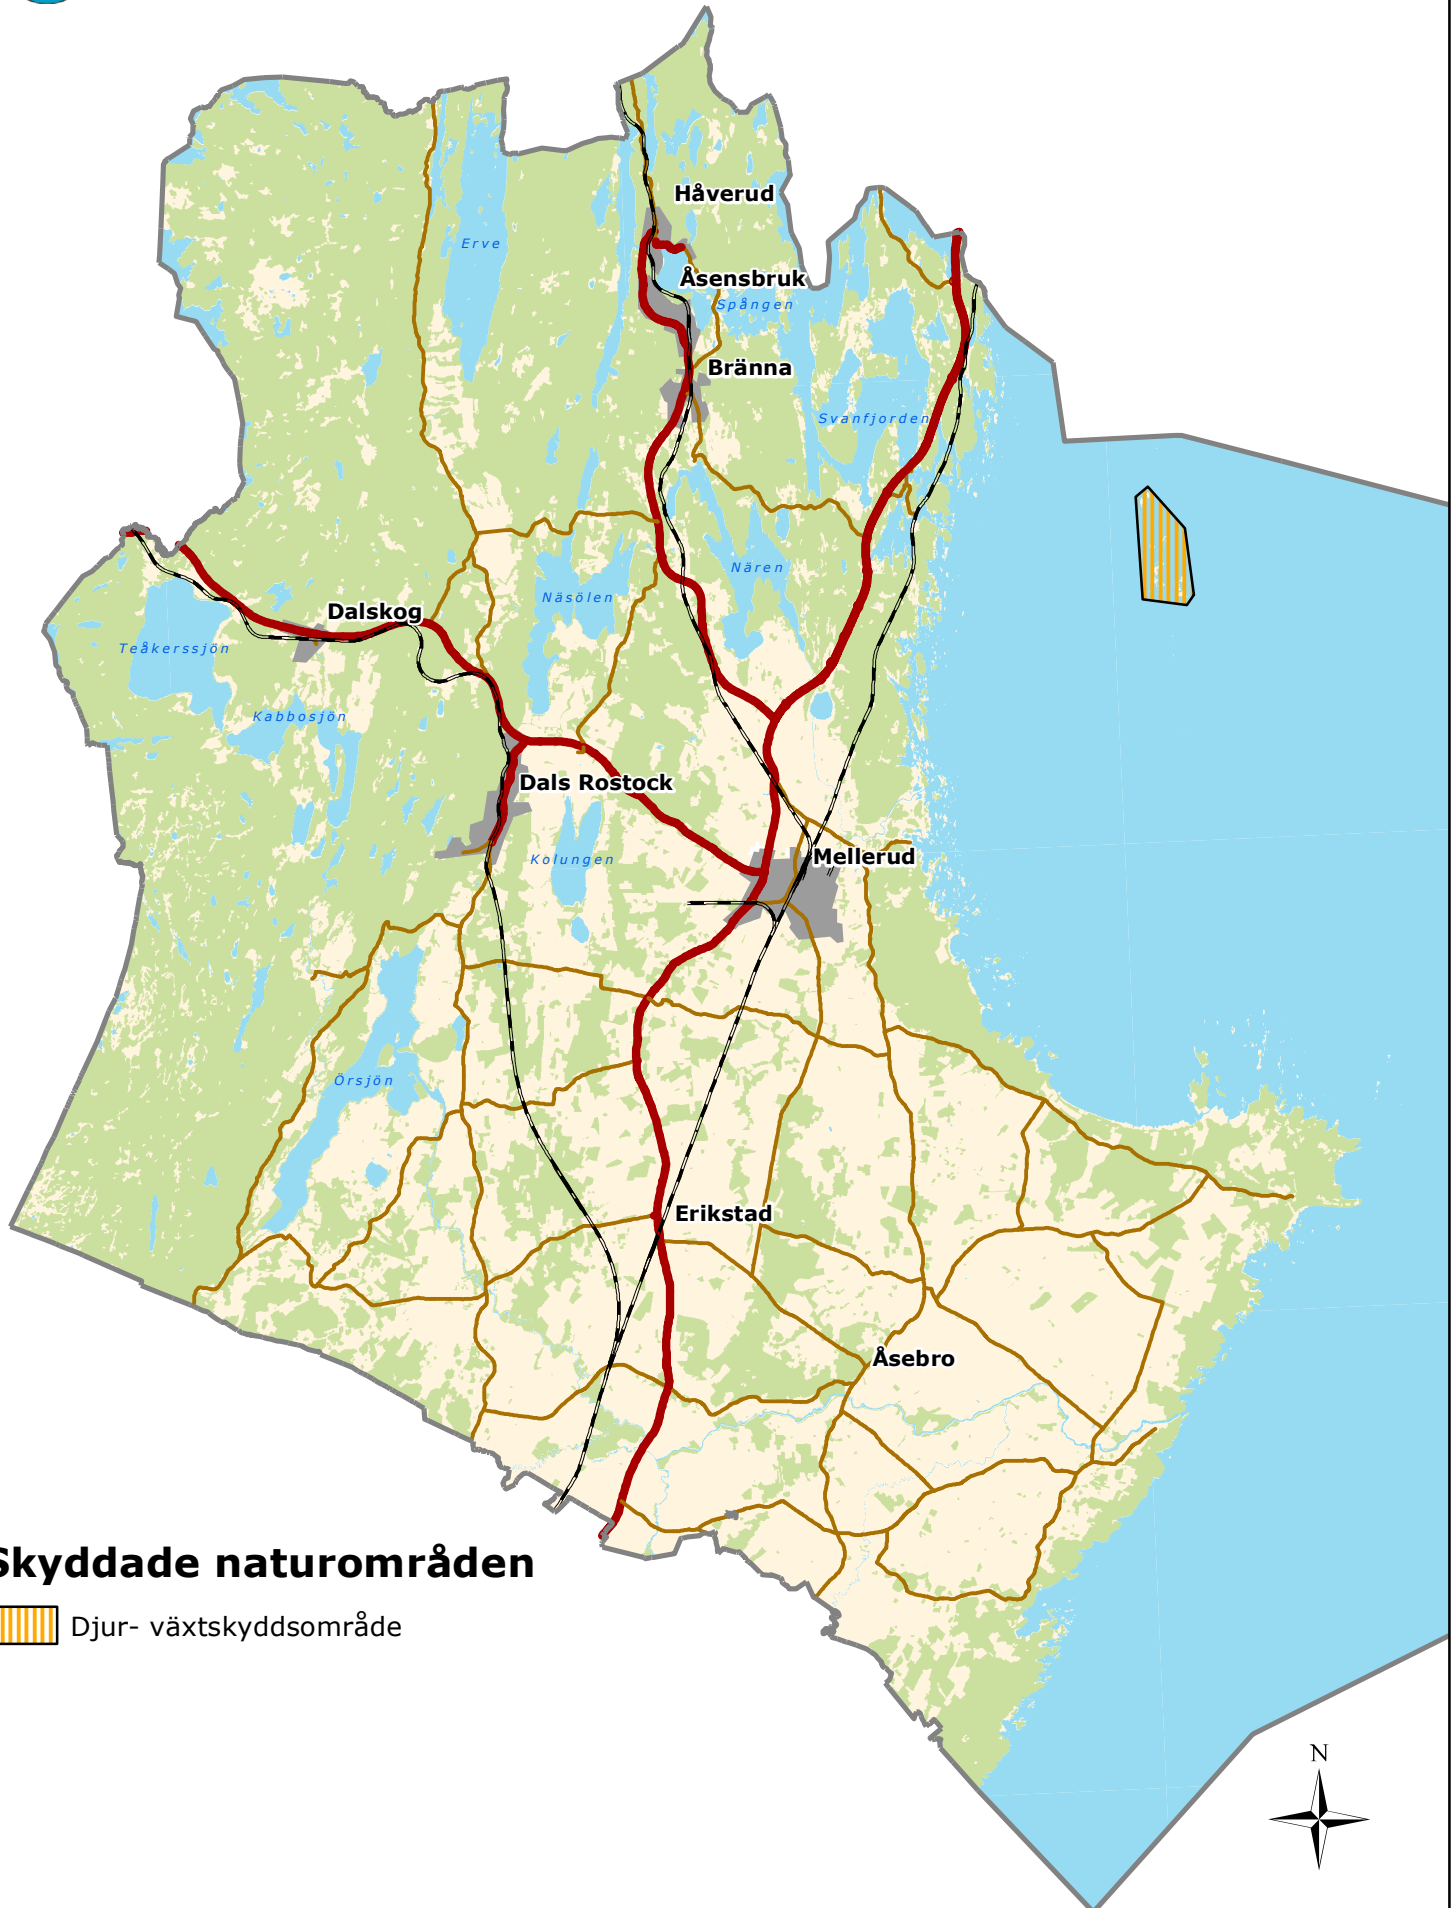 Håverud
Erve
Åsensbruk
Spången
Bränna
Svanfjorden
Nären
Näsölen
Dalskog
Teåkerssjön
Kabbosjön
Dals Rostock
Kolungen
Mellerud
Örsjön
Erikstad
Åsebro
Skyddade naturområden
Djur- växtskyddsområde
N